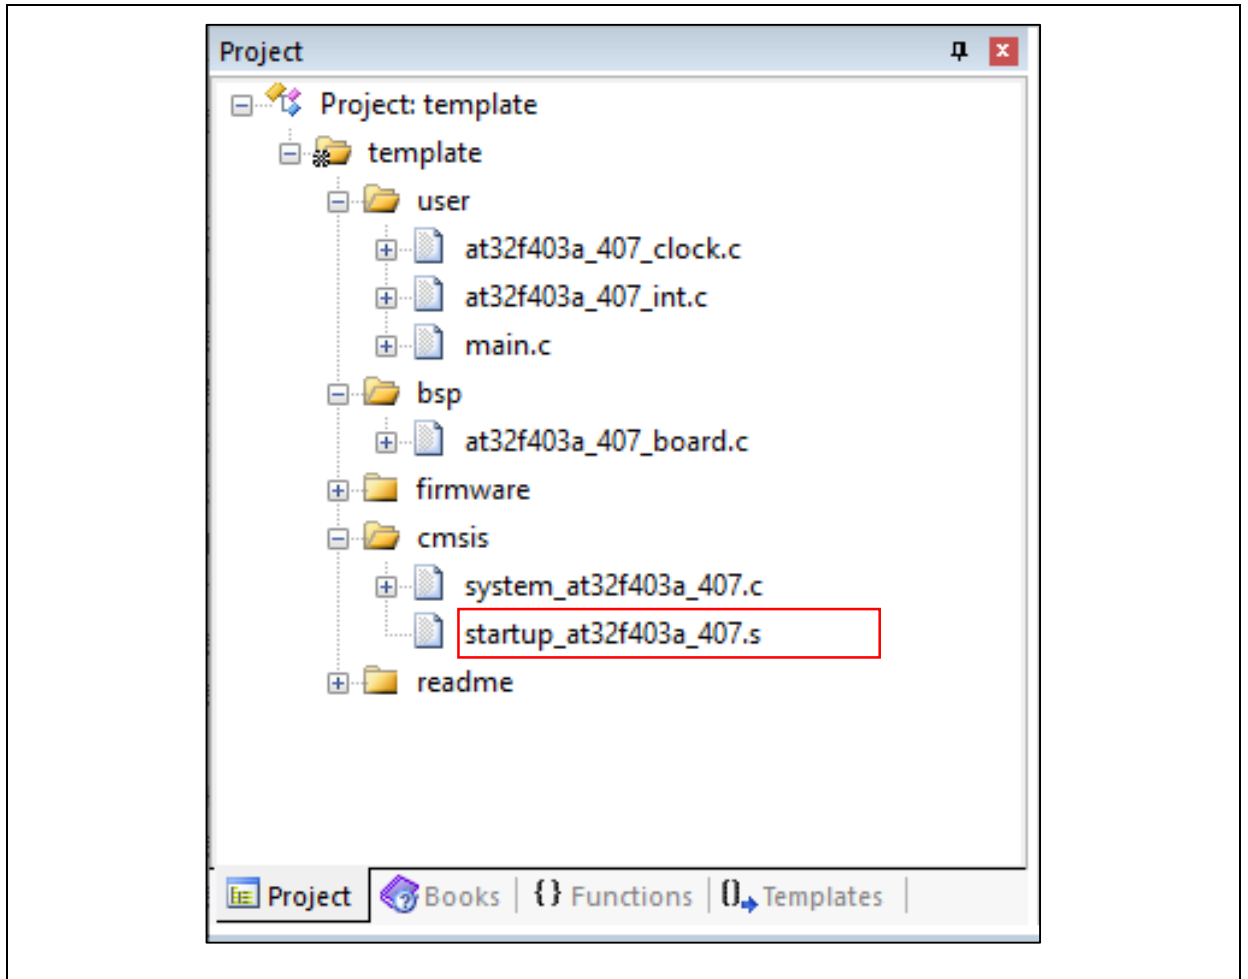 Project
Project: template
template
user
at32f403a_407_clock.c
at32f403a_407_int.c
main.c
bsp
at32f403a_407_board.c
firmware
cmsis
system_at32f403a_407.c
startup_at32f403a_407.s
readme
Project Books {} Functions 0 Templates